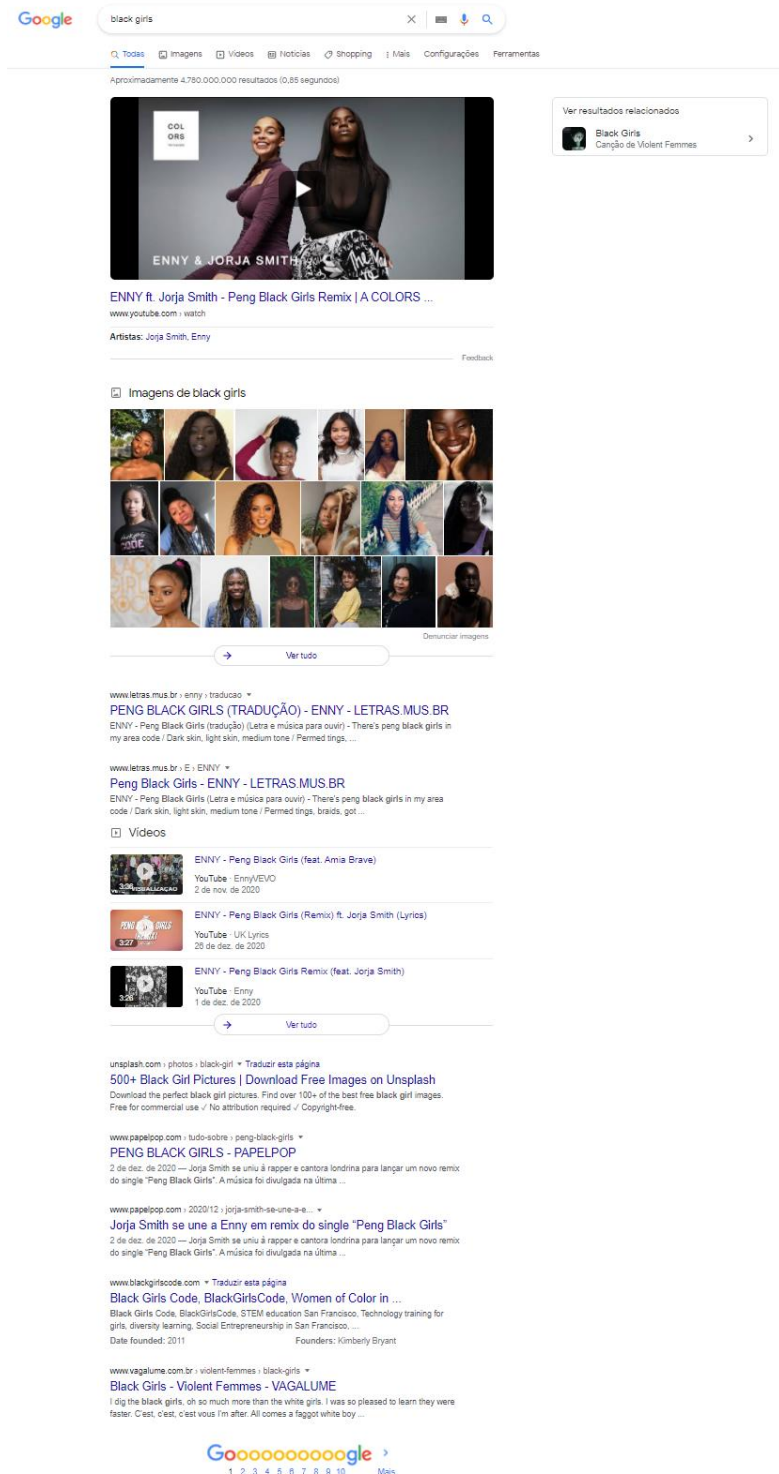 Google
black girls
Todas Imagens Vídeos Notícias Shopping Mais Configurações Ferramentas
Aproximadamente 4.780.000.000 resultados (0,85 segundos)
Ver resultados relacionados
Black Girls
Canção de Violent Femmes
COL
ORS
ENNY & JORJA SMITH
ENNY ft. Jorja Smith - Peng Black Girls Remix | A COLORS ...
www.youtube.com › watch
Artistas: Jorja Smith, Enny
Feedback
Imagens de black girls
Denunciar imagens
Ver tudo
www.letras.mus.br › enny › traducao
PENG BLACK GIRLS (TRADUÇÃO) - ENNY - LETRAS.MUS.BR
ENNY - Peng Black Girls (tradução) (Letra e música para ouvir) - There's peng black girls in
my area code / Dark skin, light skin, medium tone / Permed tings, ...
www.letras.mus.br › E › ENNY
Peng Black Girls - ENNY - LETRAS.MUS.BR
ENNY - Peng Black Girls (Letra e música para ouvir) - There's peng black girls in my area
code / Dark skin, light skin, medium tone / Permed tings, braids, got ...
Vídeos
ENNY - Peng Black Girls (feat. Amia Brave)
YouTube · EnnyVEVO
2 de nov. de 2020
3:27
ENNY - Peng Black Girls (Remix) ft. Jorja Smith (Lyrics)
YouTube · UK Lyrics
26 de dez. de 2020
3:26
ENNY - Peng Black Girls Remix (feat. Jorja Smith)
YouTube · Enny
1 de dez. de 2020
Ver tudo
unsplash.com › photos › black-girl Traduzir esta página
500+ Black Girl Pictures | Download Free Images on Unsplash
Download the perfect black girl pictures. Find over 100+ of the best free black girl images.
Free for commercial use ✓ No attribution required ✓ Copyright-free.
www.papelpop.com › tudo-sobre › peng-black-girls
PENG BLACK GIRLS - PAPELPOP
2 de dez. de 2020 — Jorja Smith se uniu à rapper e cantora londrina para lançar um novo remix
do single "Peng Black Girls". A música foi divulgada na última ...
www.papelpop.com › 2020/12 › jorja-smith-se-une-a-e...
Jorja Smith se une a Enny em remix do single "Peng Black Girls"
2 de dez. de 2020 — Jorja Smith se uniu à rapper e cantora londrina para lançar um novo remix
do single "Peng Black Girls". A música foi divulgada na última ...
www.blackgirlscode.com Traduzir esta página
Black Girls Code, BlackGirlsCode, Women of Color in ...
Black Girls Code, BlackGirlsCode, STEM education San Francisco, Technology training for
girls, diversity learning, Social Entrepreneurship in San Francisco, ...
Date founded: 2011 Founders: Kimberly Bryant
www.vagalume.com.br › violent-femmes › black-girls
Black Girls - Violent Femmes - VAGALUME
I dig the black girls, oh so much more than the white girls. I was so pleased to learn they were
faster. C'est, c'est, c'est vous I'm after. All comes a faggot white boy ...
Goooooooooogle
1 2 3 4 5 6 7 8 9 10 Mais